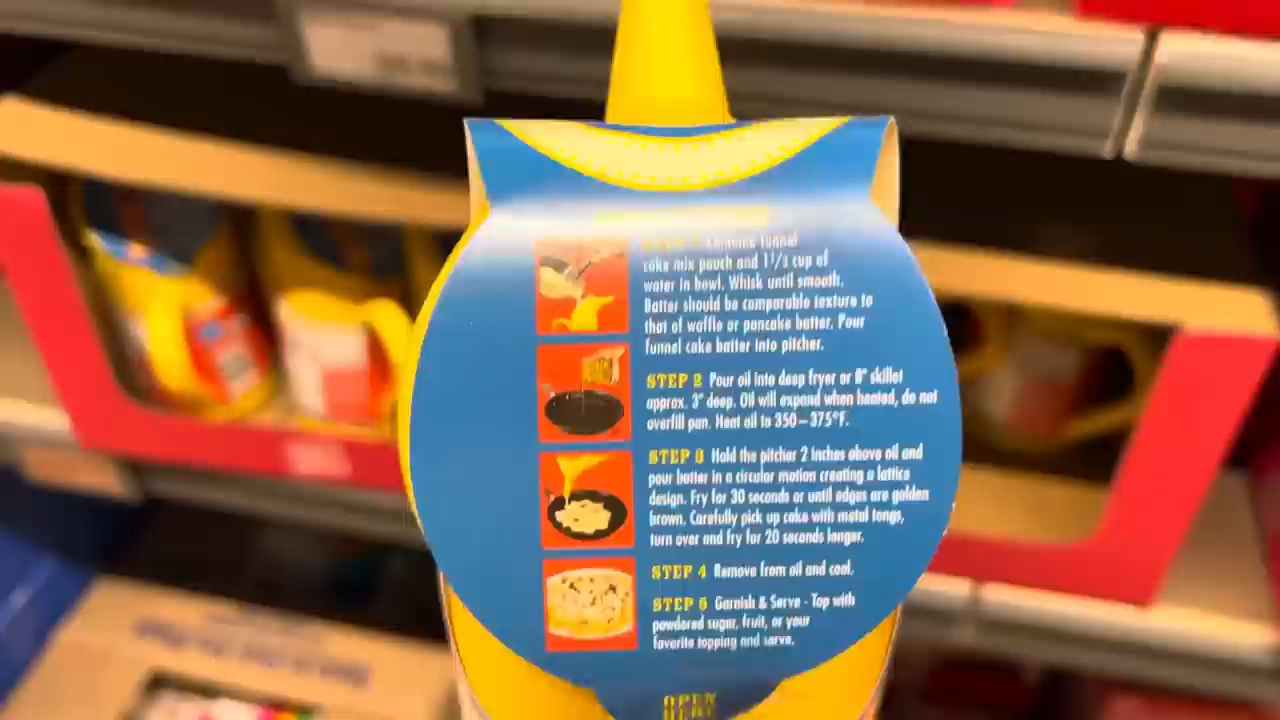 Combine funnel
cake mix pouch and 1 1/3 cup of
water in bowl. Whisk until smooth.
Batter should be comparable texture to
that of waffle or pancake batter. Pour
funnel cake batter into pitcher.
STEP 2 Pour oil into deep fryer or 8" skillet
approx. 3" deep. Oil will expand when heated, do not
overfill pan. Heat oil to 350–375°F.
STEP 3 Hold the pitcher 2 inches above oil and
pour batter in a circular motion creating a lattice
design. Fry for 30 seconds or until edges are golden
brown. Carefully pick up cake with metal tongs,
turn over and fry for 20 seconds longer.
STEP 4 Remove from oil and cool.
STEP 5 Garnish & Serve - Top with
powdered sugar, fruit, or your
favorite topping and serve.
OPEN